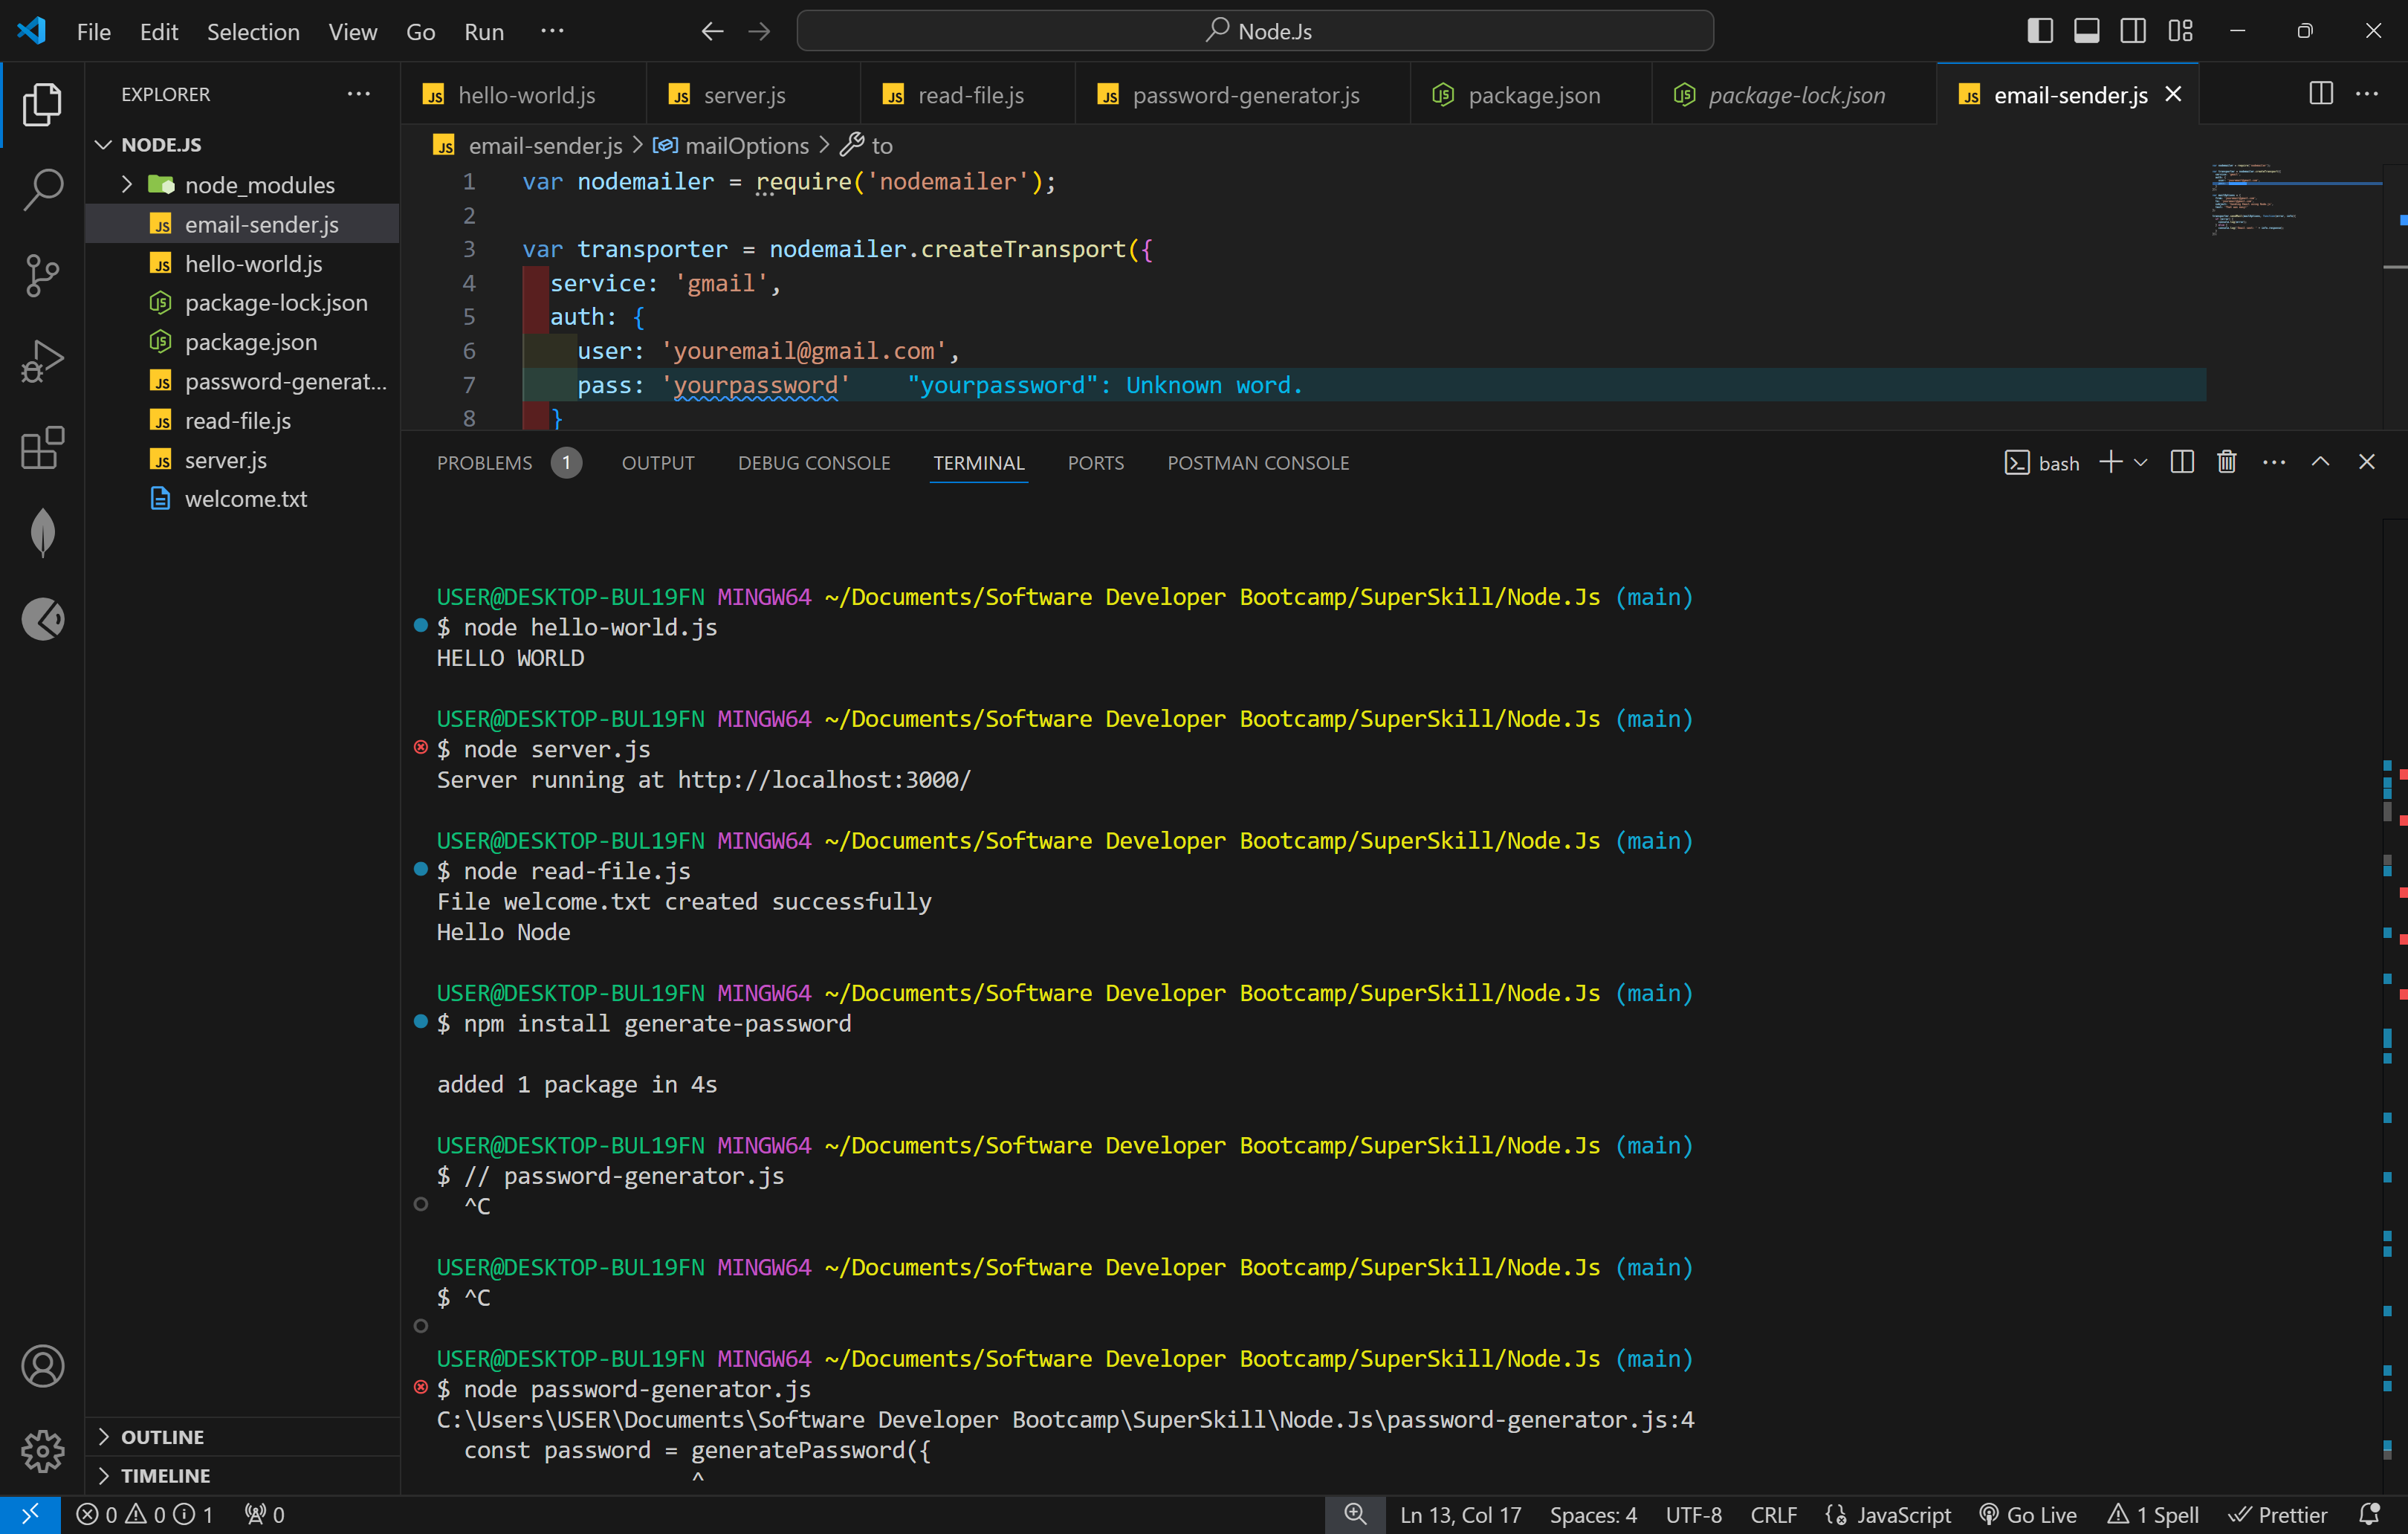 File Edit Selection View Go Run ··· Node.Js
EXPLORER ···
NODE.JS
node_modules
email-sender.js
hello-world.js
package-lock.json
package.json
password-generat...
read-file.js
server.js
welcome.txt
OUTLINE
TIMELINE
hello-world.js server.js read-file.js password-generator.js package.json package-lock.json email-sender.js
email-sender.js > mailOptions > to
1 var nodemailer = require('nodemailer');
2
3 var transporter = nodemailer.createTransport({
4 service: 'gmail',
5 auth: {
6 user: 'youremail@gmail.com',
7 pass: 'yourpassword' "yourpassword": Unknown word.
8 }
PROBLEMS 1 OUTPUT DEBUG CONSOLE TERMINAL PORTS POSTMAN CONSOLE bash
USER@DESKTOP-BUL19FN MINGW64 ~/Documents/Software Developer Bootcamp/SuperSkill/Node.Js (main)
$ node hello-world.js
HELLO WORLD
USER@DESKTOP-BUL19FN MINGW64 ~/Documents/Software Developer Bootcamp/SuperSkill/Node.Js (main)
$ node server.js
Server running at http://localhost:3000/
USER@DESKTOP-BUL19FN MINGW64 ~/Documents/Software Developer Bootcamp/SuperSkill/Node.Js (main)
$ node read-file.js
File welcome.txt created successfully
Hello Node
USER@DESKTOP-BUL19FN MINGW64 ~/Documents/Software Developer Bootcamp/SuperSkill/Node.Js (main)
$ npm install generate-password
added 1 package in 4s
USER@DESKTOP-BUL19FN MINGW64 ~/Documents/Software Developer Bootcamp/SuperSkill/Node.Js (main)
$ // password-generator.js
^C
USER@DESKTOP-BUL19FN MINGW64 ~/Documents/Software Developer Bootcamp/SuperSkill/Node.Js (main)
$ ^C
USER@DESKTOP-BUL19FN MINGW64 ~/Documents/Software Developer Bootcamp/SuperSkill/Node.Js (main)
$ node password-generator.js
C:\Users\USER\Documents\Software Developer Bootcamp\SuperSkill\Node.Js\password-generator.js:4
const password = generatePassword({
^
0 0 1 0 Ln 13, Col 17 Spaces: 4 UTF-8 CRLF JavaScript Go Live 1 Spell Prettier